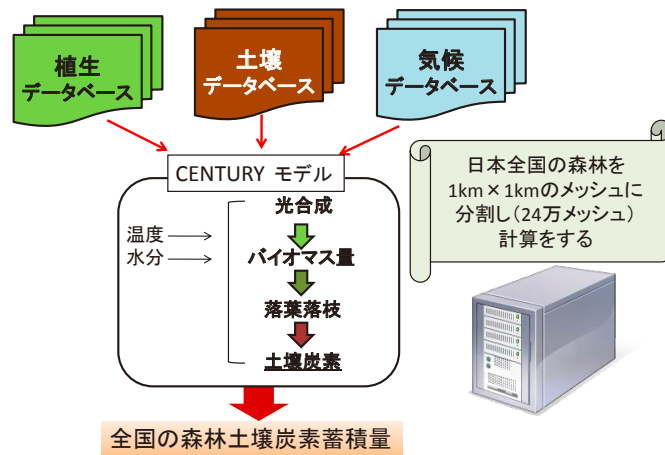 植生
データベース
土壌
データベース
気候
データベース
CENTURY モデル
光合成
温度
水分
バイオマス量
落葉落枝
土壌炭素
全国の森林土壌炭素蓄積量
日本全国の森林を
1km×1kmのメッシュに
分割し(24万メッシュ)
計算をする